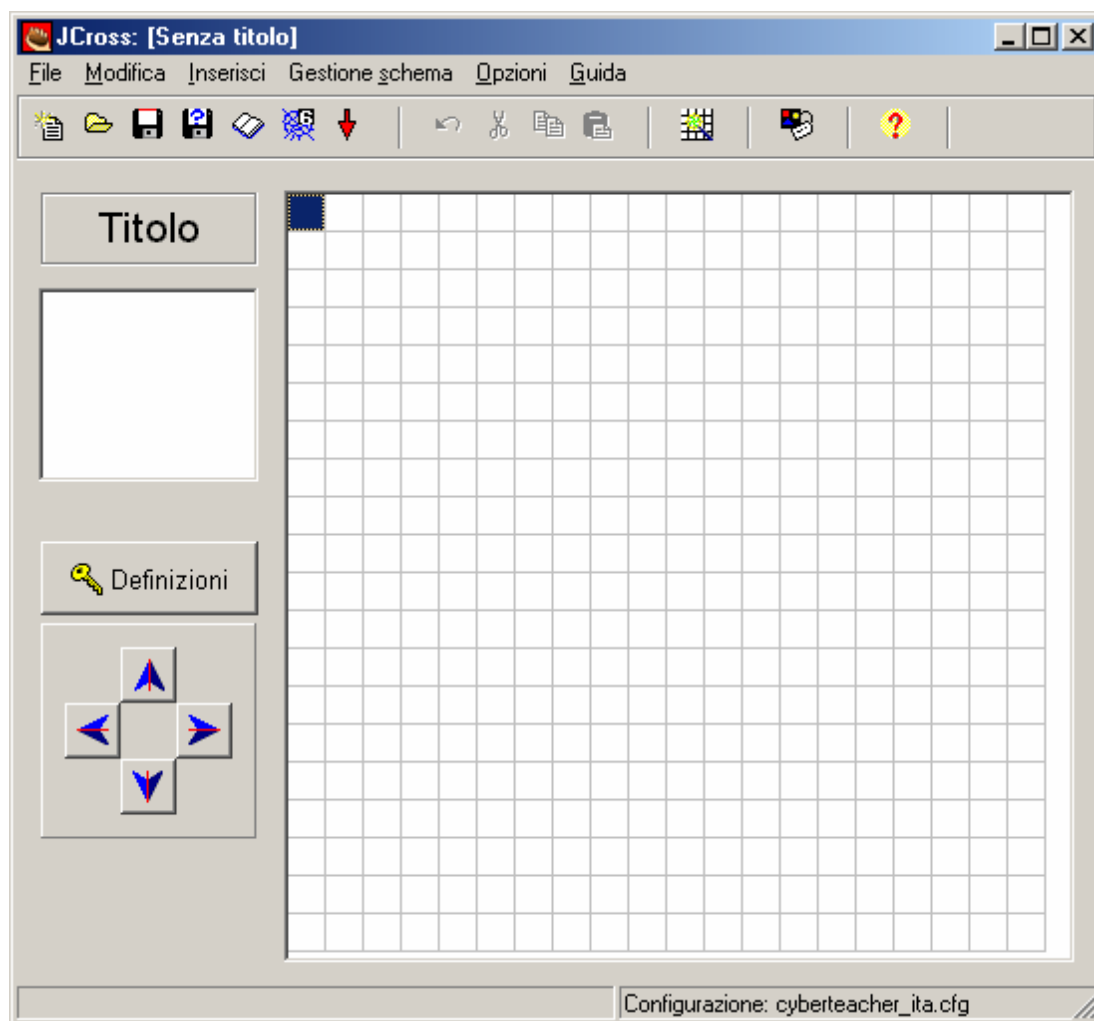 JCross: [Senza titolo]
File Modifica Inserisci Gestione schema Opzioni Guida
Titolo
Definizioni
Configurazione: cyberteacher_ita.cfg